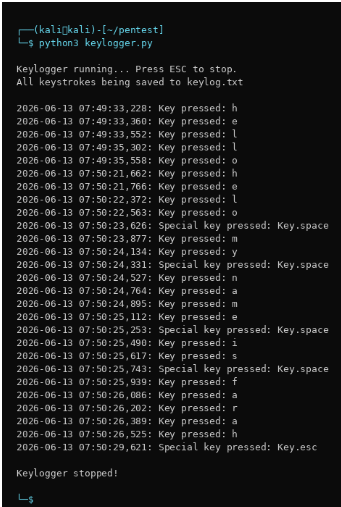 ┌──(kali㉿kali)-[~/pentest]
└─$ python3 keylogger.py
Keylogger running... Press ESC to stop.
All keystrokes being saved to keylog.txt
2026-06-13 07:49:33,228: Key pressed: h
2026-06-13 07:49:33,360: Key pressed: e
2026-06-13 07:49:33,552: Key pressed: l
2026-06-13 07:49:35,302: Key pressed: l
2026-06-13 07:49:35,558: Key pressed: o
2026-06-13 07:50:21,662: Key pressed: h
2026-06-13 07:50:21,766: Key pressed: e
2026-06-13 07:50:22,372: Key pressed: l
2026-06-13 07:50:22,563: Key pressed: o
2026-06-13 07:50:23,626: Special key pressed: Key.space
2026-06-13 07:50:23,877: Key pressed: m
2026-06-13 07:50:24,134: Key pressed: y
2026-06-13 07:50:24,331: Special key pressed: Key.space
2026-06-13 07:50:24,527: Key pressed: n
2026-06-13 07:50:24,764: Key pressed: a
2026-06-13 07:50:24,895: Key pressed: m
2026-06-13 07:50:25,112: Key pressed: e
2026-06-13 07:50:25,253: Special key pressed: Key.space
2026-06-13 07:50:25,490: Key pressed: i
2026-06-13 07:50:25,617: Key pressed: s
2026-06-13 07:50:25,743: Special key pressed: Key.space
2026-06-13 07:50:25,939: Key pressed: f
2026-06-13 07:50:26,086: Key pressed: a
2026-06-13 07:50:26,202: Key pressed: r
2026-06-13 07:50:26,389: Key pressed: a
2026-06-13 07:50:26,525: Key pressed: h
2026-06-13 07:50:29,621: Special key pressed: Key.esc
Keylogger stopped!
└─$